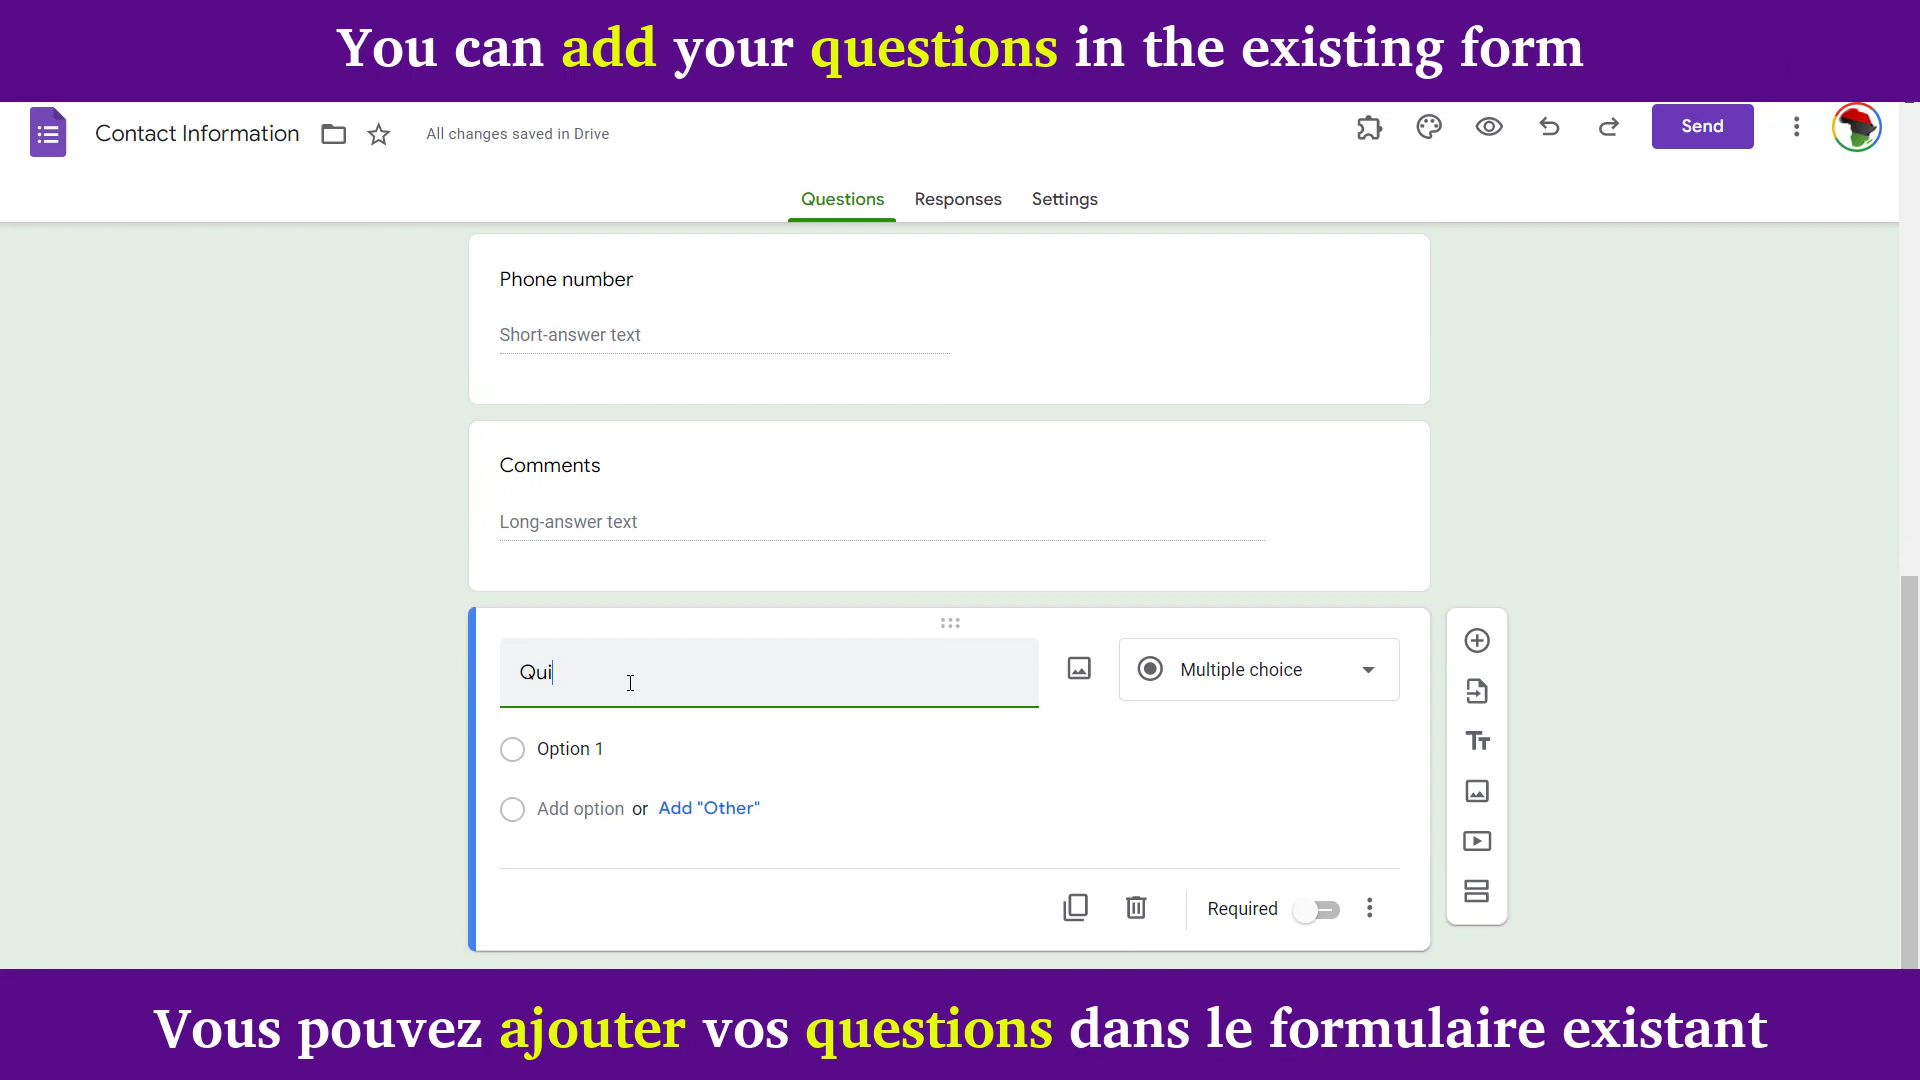 You can add your questions in the existing form
Contact Information
All changes saved in Drive
Send
Questions Responses Settings
Phone number
Short-answer text
Comments
Long-answer text
Qui
Multiple choice
Option 1
Add option or Add "Other"
Required
Vous pouvez ajouter vos questions dans le formulaire existant